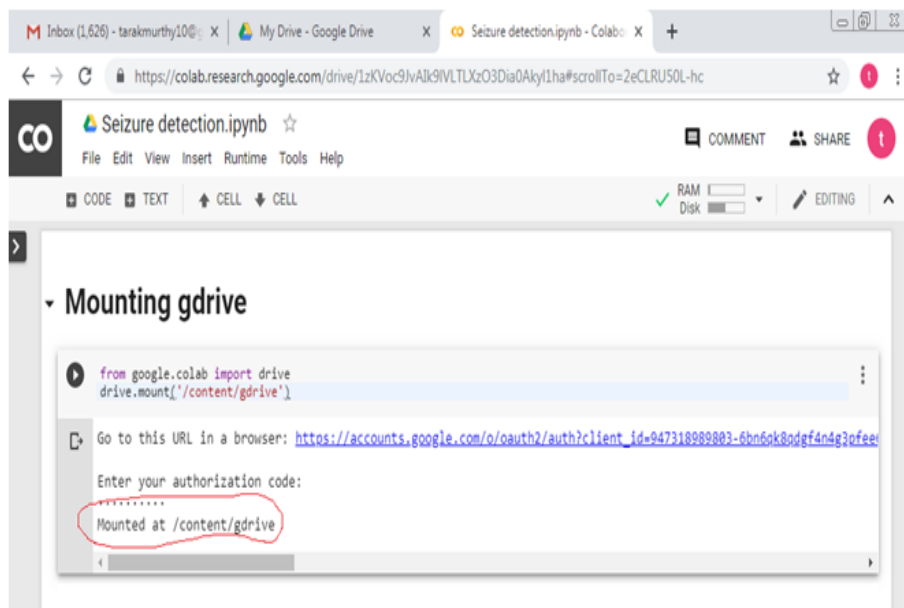 Inbox (1,626) - tarakmurthy10@g
My Drive - Google Drive
Seizure detection.ipynb - Colabo
https://colab.research.google.com/drive/1zKVoc9JvAIk9IVLTLXzO3Dia0Akyl1ha#scrollTo=2eCLRU50L-hc
t
CO
Seizure detection.ipynb
COMMENT
SHARE
t
File Edit View Insert Runtime Tools Help
CODE TEXT CELL CELL
RAM
Disk
EDITING
Mounting gdrive
from google.colab import drive
drive.mount('/content/gdrive')
Go to this URL in a browser: https://accounts.google.com/o/oauth2/auth?client_id=947318989803-6bn6qk8qdgf4n4g3pfee
Enter your authorization code:
··········
Mounted at /content/gdrive